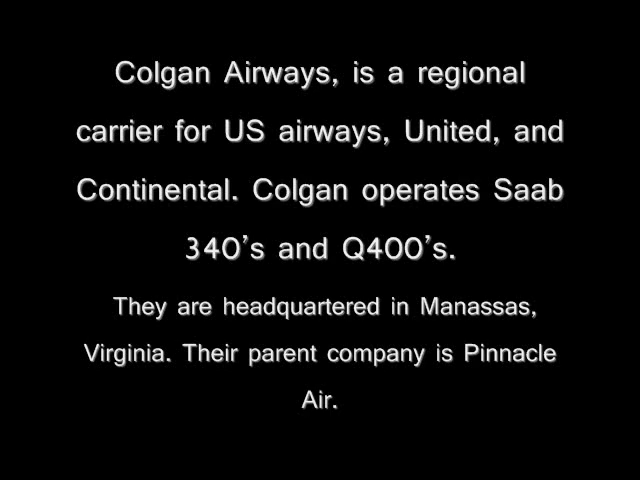 Colgan Airways, is a regional
carrier for US airways, United, and
Continental. Colgan operates Saab
340's and Q400's.
They are headquartered in Manassas,
Virginia. Their parent company is Pinnacle
Air.